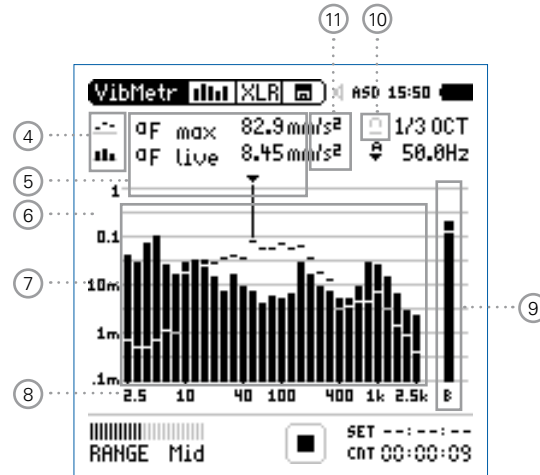 11 10
VibMetr XLR ASD 15:50
4 aF max 82.9mm/s² 1/3 OCT
aF live 8.45mm/s² 50.0Hz
5
1
6
0.1
7 10m
9
1m
.1m
8 2.5 10 40 100 400 1k 2.5k B
SET --:--:--
RANGE Mid CNT 00:00:09